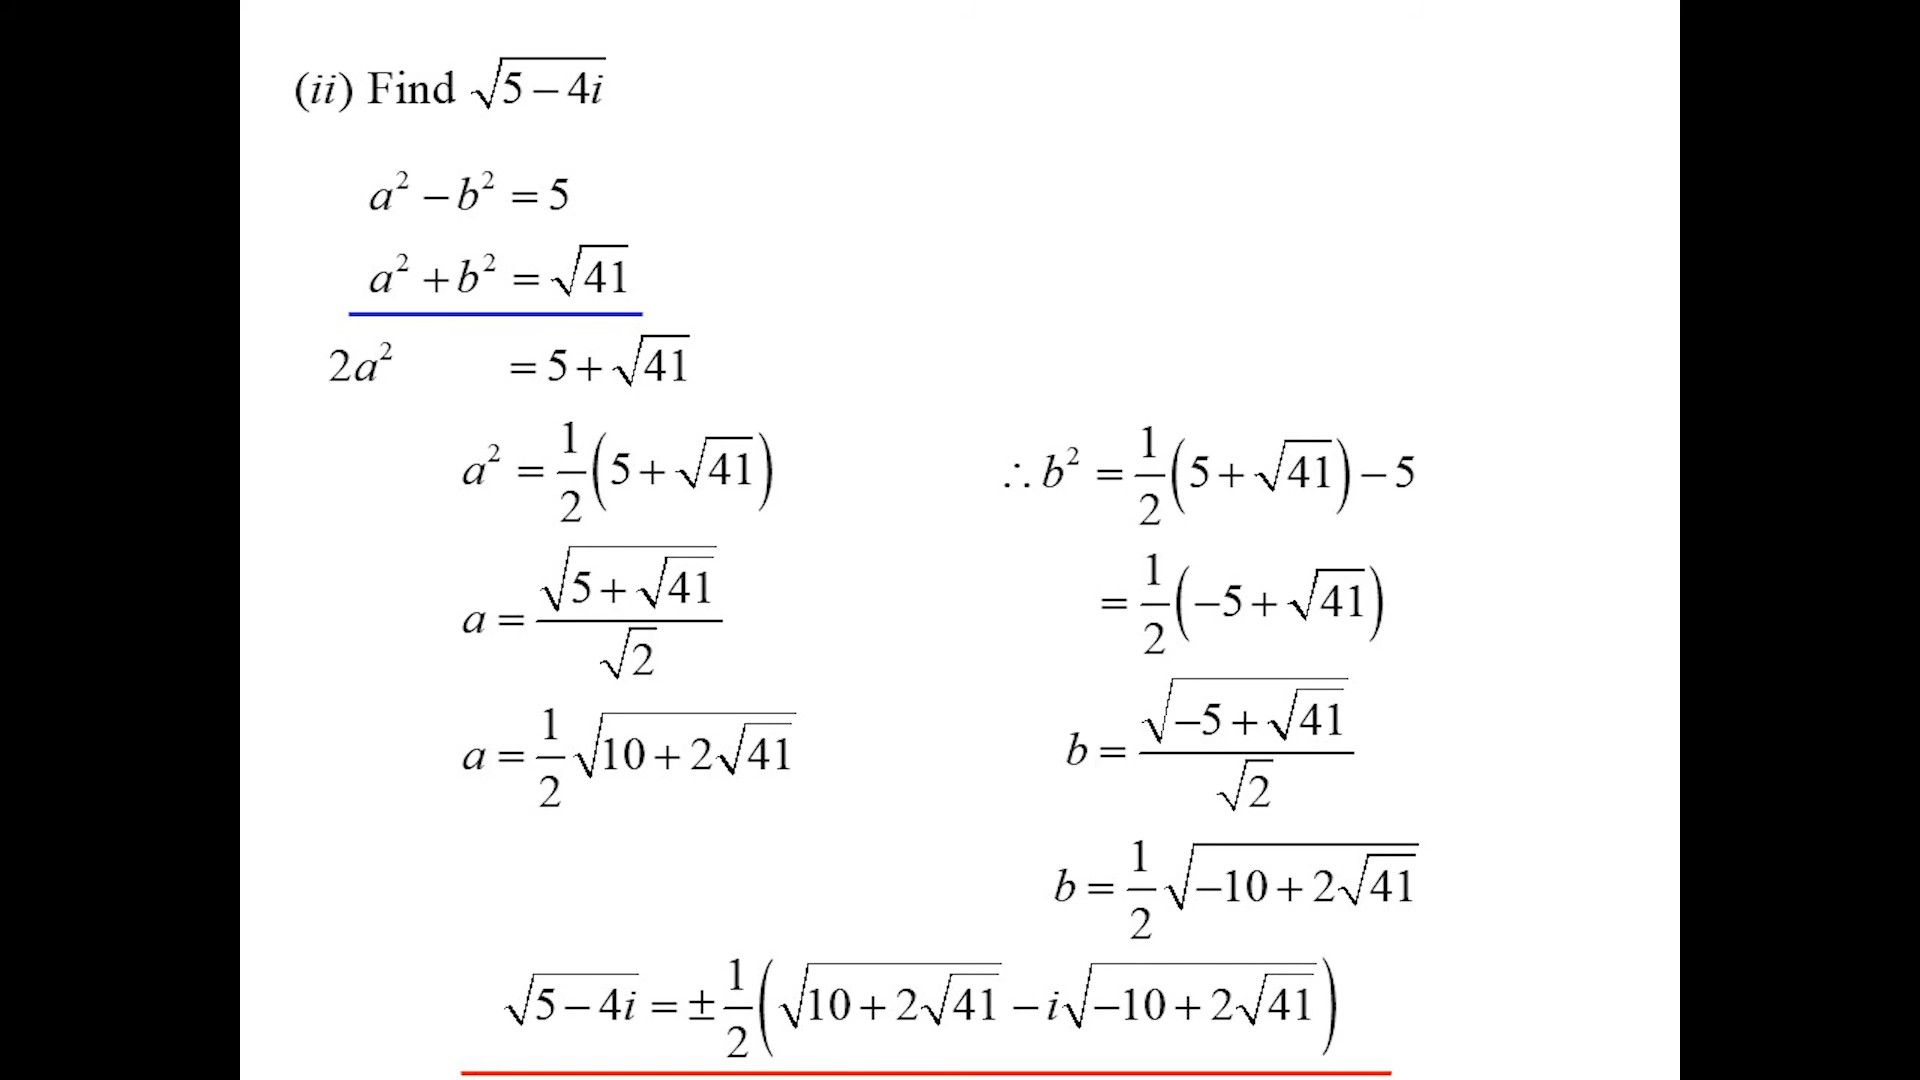 (ii) Find √(5 − 4i)
a² − b² = 5
a² + b² = √41
2a² = 5 + √41
a² = 1/2 (5 + √41)
a = √(5 + √41) / √2
a = 1/2 √(10 + 2√41)
∴ b² = 1/2 (5 + √41) − 5
= 1/2 (−5 + √41)
b = √(−5 + √41) / √2
b = 1/2 √(−10 + 2√41)
√(5 − 4i) = ± 1/2 (√(10 + 2√41) − i√(−10 + 2√41))